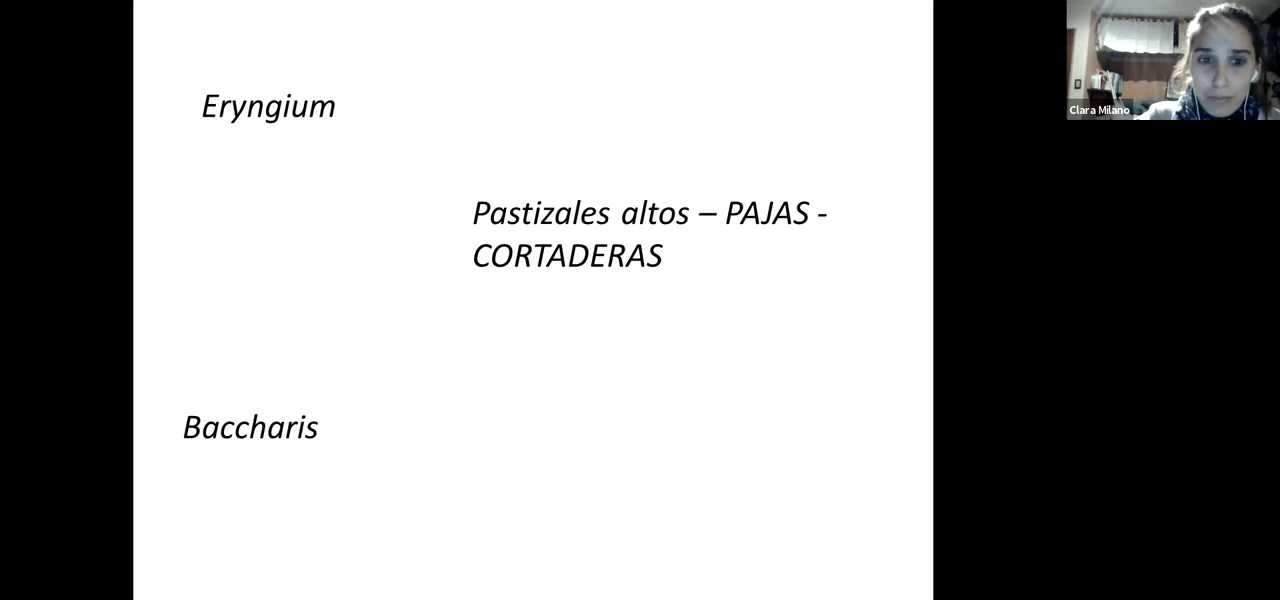 Eryngium
Pastizales altos – PAJAS -
CORTADERAS
Baccharis
Clara Milano